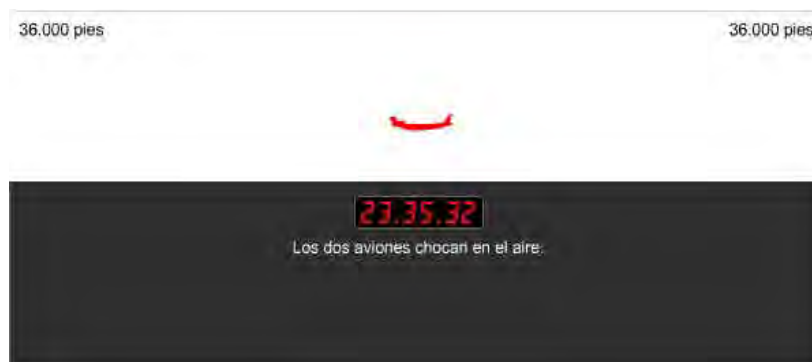 36.000 pies 36.000 pies
23.35.32
Los dos aviones chocan en el aire.